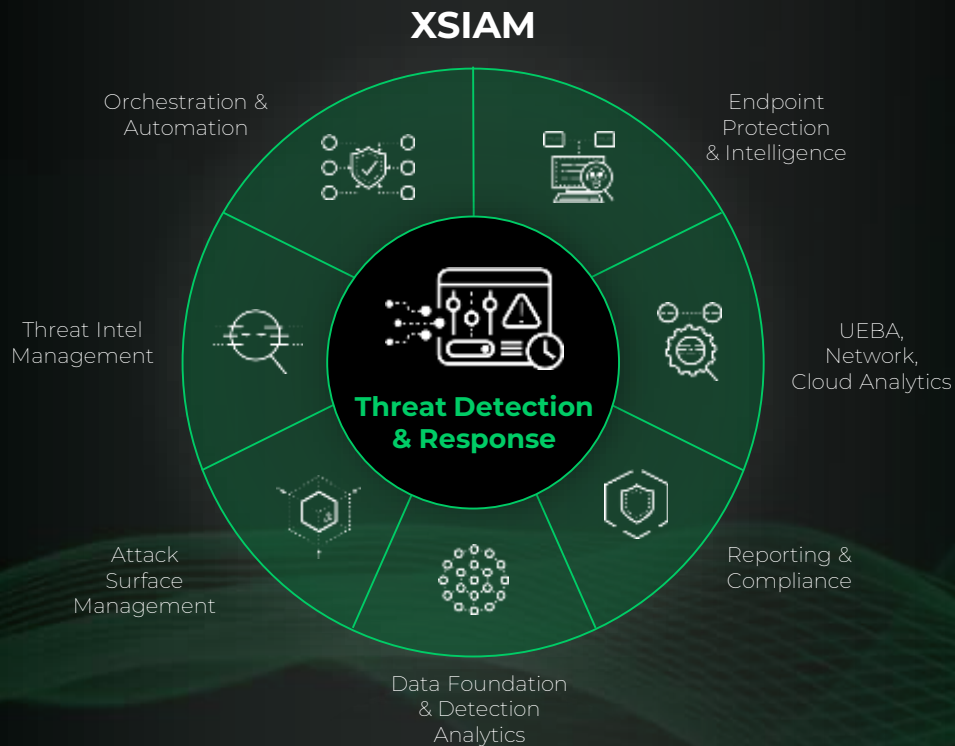 XSIAM
Orchestration &
Automation
Endpoint
Protection
& Intelligence
Threat Intel
Management
UEBA,
Network,
Cloud Analytics
Threat Detection
& Response
Attack
Surface
Management
Reporting &
Compliance
Data Foundation
& Detection
Analytics